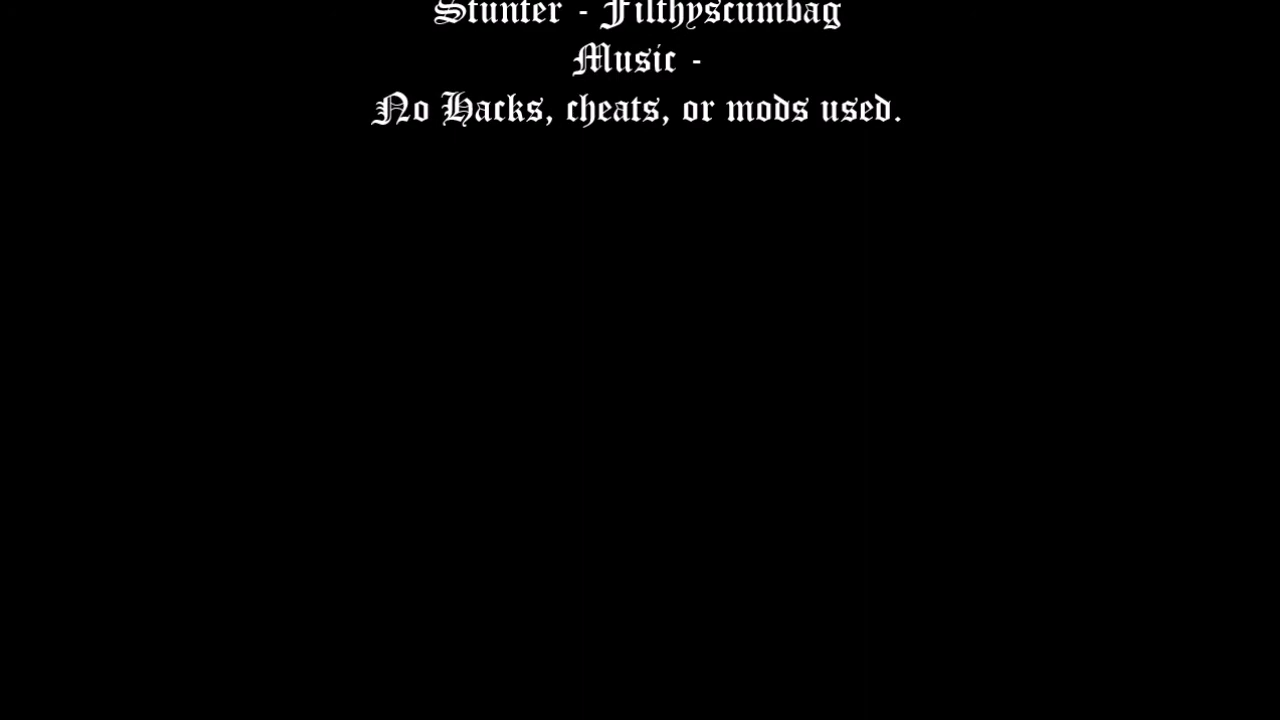 Stunter - Filthyscumbag
Music -
No Hacks, cheats, or mods used.